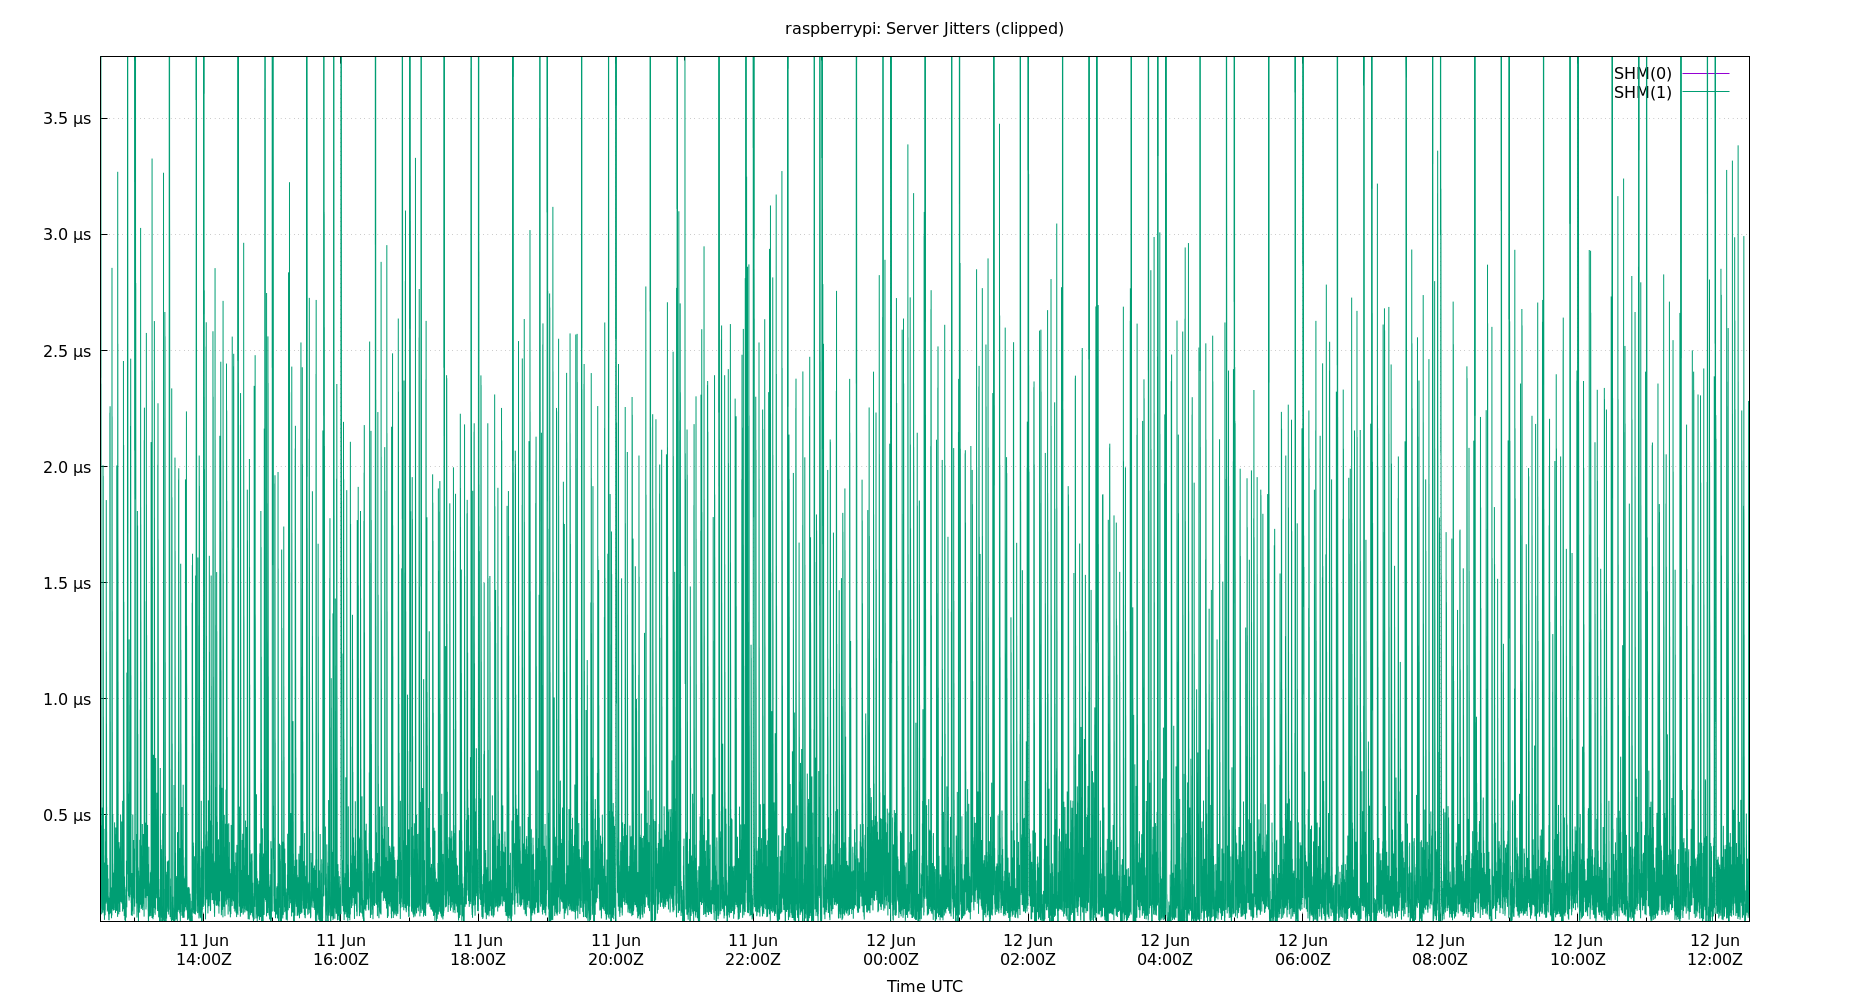 raspberrypi: Server Jitters (clipped)
SHM(0)
SHM(1)
3.5 µs
3.0 µs
2.5 µs
2.0 µs
1.5 µs
1.0 µs
0.5 µs
11 Jun 11 Jun 11 Jun 11 Jun 11 Jun 12 Jun 12 Jun 12 Jun 12 Jun 12 Jun 12 Jun 12 Jun
14:00Z 16:00Z 18:00Z 20:00Z 22:00Z 00:00Z 02:00Z 04:00Z 06:00Z 08:00Z 10:00Z 12:00Z
Time UTC